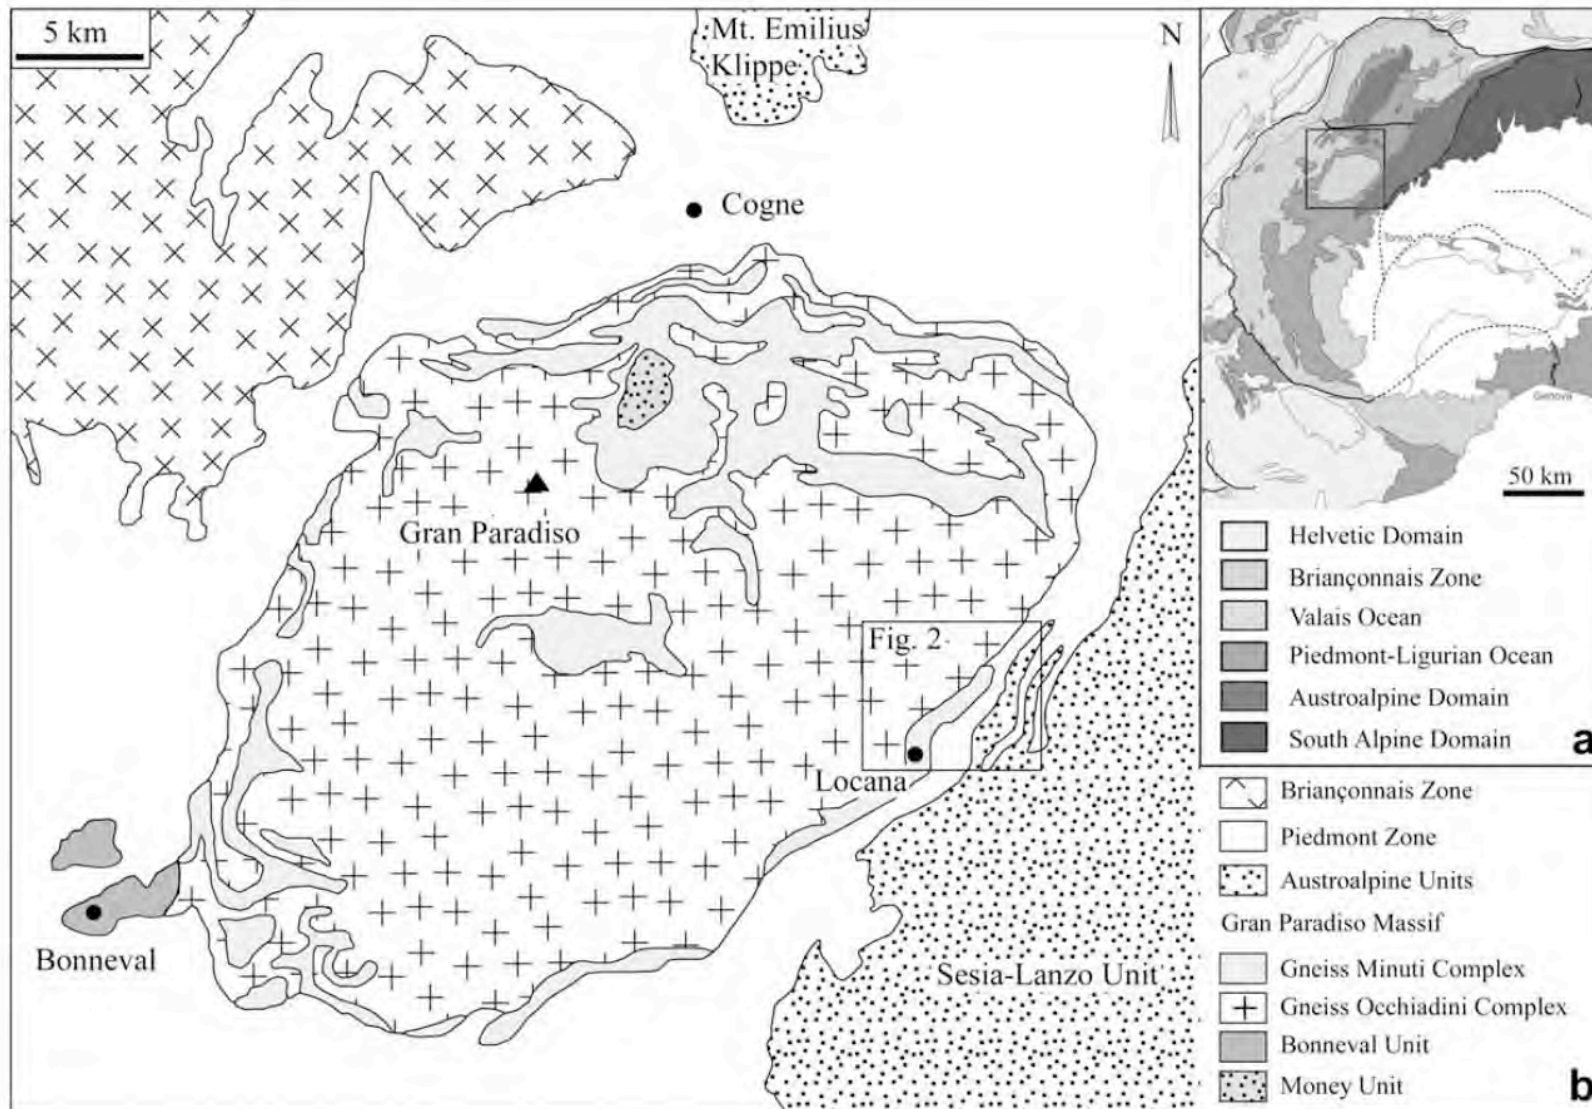 5 km
Mt. Emilius
Klippe
N
Cogne
Gran Paradiso
Fig. 2
Locana
Bonneval
Sesia-Lanzo Unit
Torino
Genova
50 km
Helvetic Domain
Briançonnais Zone
Valais Ocean
Piedmont-Ligurian Ocean
Austroalpine Domain
South Alpine Domain
a
Briançonnais Zone
Piedmont Zone
Austroalpine Units
Gran Paradiso Massif
Gneiss Minuti Complex
Gneiss Occhiadini Complex
Bonneval Unit
Money Unit
b